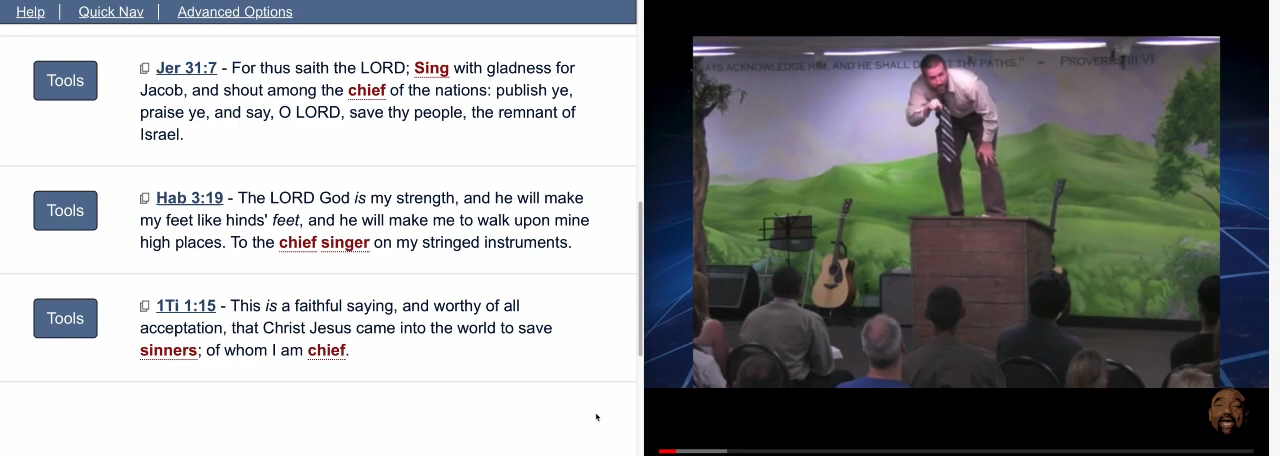 Help | Quick Nav | Advanced Options
Tools
Jer 31:7 - For thus saith the LORD; Sing with gladness for
Jacob, and shout among the chief of the nations: publish ye,
praise ye, and say, O LORD, save thy people, the remnant of
Israel.
Tools
Hab 3:19 - The LORD God is my strength, and he will make
my feet like hinds' feet, and he will make me to walk upon mine
high places. To the chief singer on my stringed instruments.
Tools
1Ti 1:15 - This is a faithful saying, and worthy of all
acceptation, that Christ Jesus came into the world to save
sinners; of whom I am chief.
ACKNOWLEDGE HIM, AND HE SHALL THY PATHS." -